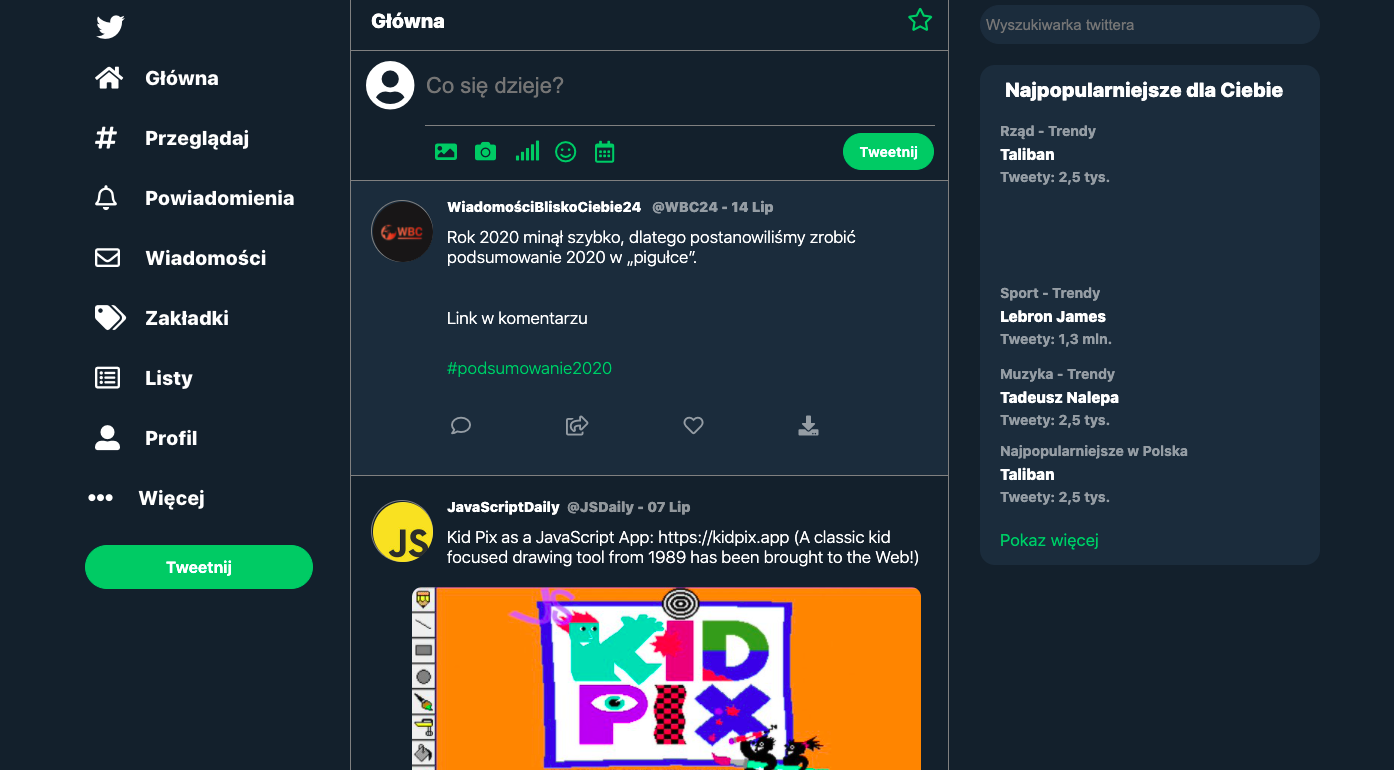 Główna
Przeglądaj
Powiadomienia
Wiadomości
Zakładki
Listy
Profil
Więcej
Tweetnij
Główna
Co się dzieje?
Tweetnij
WiadomościBliskoCiebie24 @WBC24 - 14 Lip
WBC
Rok 2020 minął szybko, dlatego postanowiliśmy zrobić
podsumowanie 2020 w „pigułce”.
Link w komentarzu
#podsumowanie2020
JavaScriptDaily @JSDaily - 07 Lip
JS
Kid Pix as a JavaScript App: https://kidpix.app (A classic kid
focused drawing tool from 1989 has been brought to the Web!)
JS
KID
PIX
Wyszukiwarka twittera
Najpopularniejsze dla Ciebie
Rząd - Trendy
Taliban
Tweety: 2,5 tys.
Sport - Trendy
Lebron James
Tweety: 1,3 mln.
Muzyka - Trendy
Tadeusz Nalepa
Tweety: 2,5 tys.
Najpopularniejsze w Polska
Taliban
Tweety: 2,5 tys.
Pokaz więcej